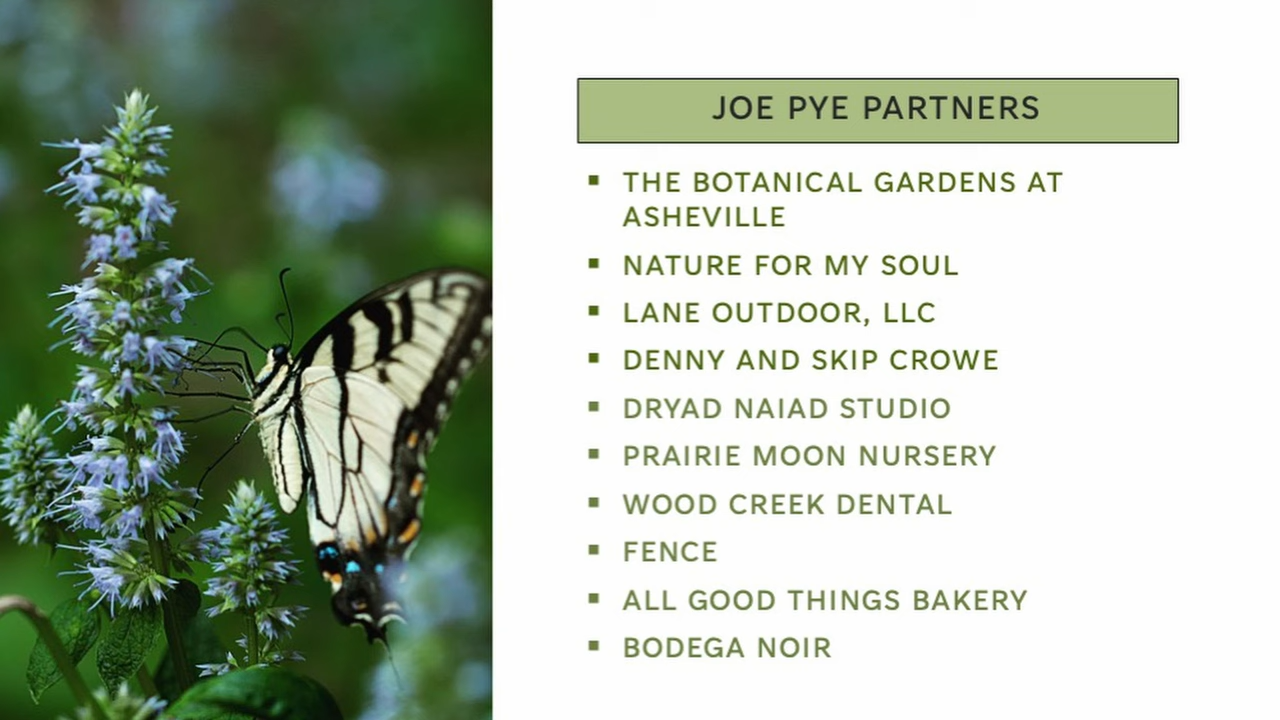 JOE PYE PARTNERS
▪ THE BOTANICAL GARDENS AT
ASHEVILLE
▪ NATURE FOR MY SOUL
▪ LANE OUTDOOR, LLC
▪ DENNY AND SKIP CROWE
▪ DRYAD NAIAD STUDIO
▪ PRAIRIE MOON NURSERY
▪ WOOD CREEK DENTAL
▪ FENCE
▪ ALL GOOD THINGS BAKERY
▪ BODEGA NOIR